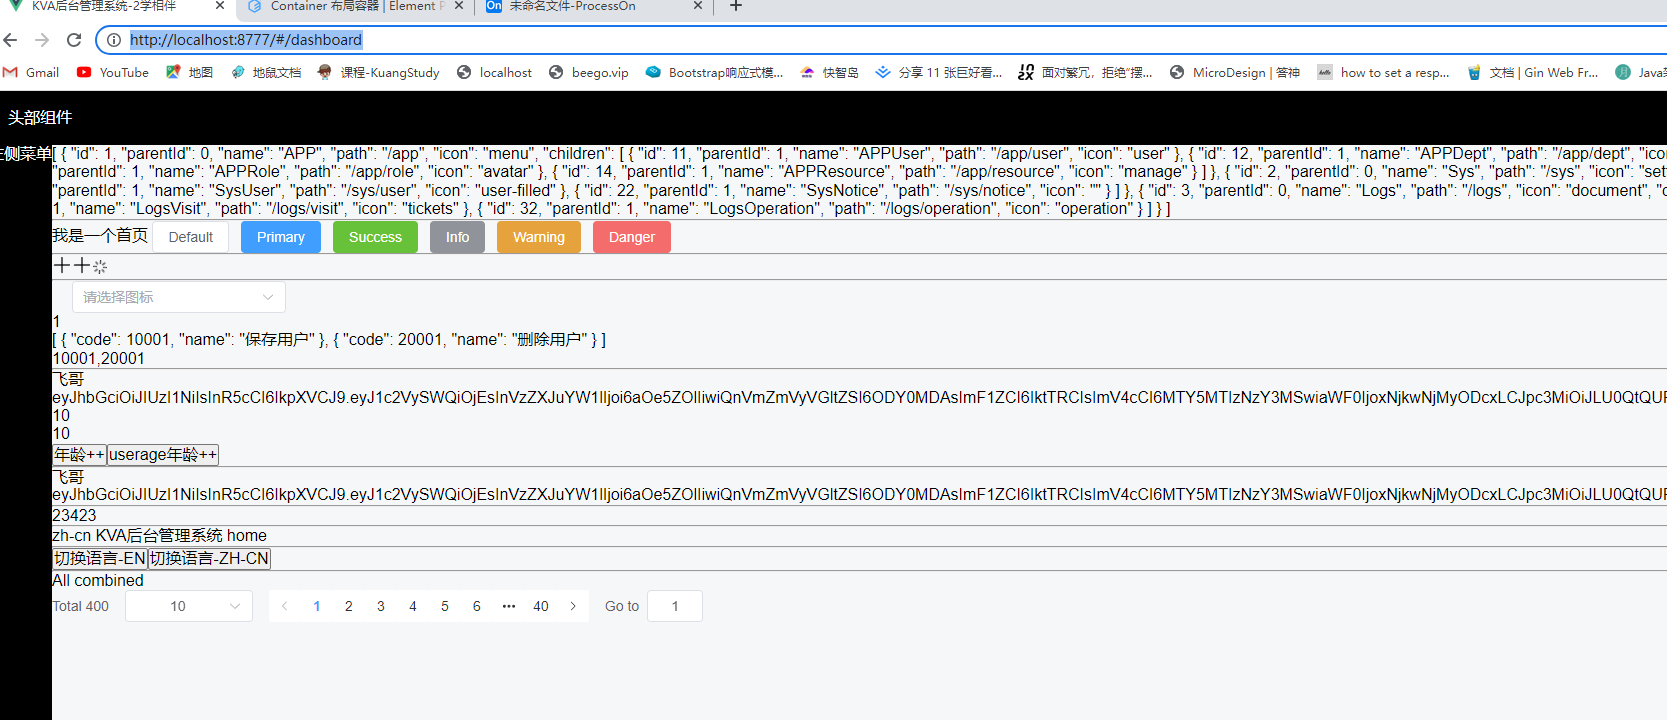 KVA后台管理系统-2学相伴
Container 布局容器 | Element P
未命名文件-ProcessOn
http://localhost:8777/#/dashboard
Gmail YouTube 地图 地鼠文档 课程-KuangStudy localhost beego.vip Bootstrap响应式模... 快智岛 分享 11 张巨好看... 面对繁冗，拒绝“摆... MicroDesign | 答神 how to set a resp... 文档 | Gin Web Fr...
头部组件
左侧菜单
[ { "id": 1, "parentId": 0, "name": "APP", "path": "/app", "icon": "menu", "children": [ { "id": 11, "parentId": 1, "name": "APPUser", "path": "/app/user", "icon": "user" }, { "id": 12, "parentId": 1, "name": "APPDept", "path": "/app/dept",
"parentId": 1, "name": "APPRole", "path": "/app/role", "icon": "avatar" }, { "id": 14, "parentId": 1, "name": "APPResource", "path": "/app/resource", "icon": "manage" } ] }, { "id": 2, "parentId": 0, "name": "Sys", "path": "/sys", "icon":
"parentId": 1, "name": "SysUser", "path": "/sys/user", "icon": "user-filled" }, { "id": 22, "parentId": 1, "name": "SysNotice", "path": "/sys/notice", "icon": "" } ] }, { "id": 3, "parentId": 0, "name": "Logs", "path": "/logs", "icon": "document",
1, "name": "LogsVisit", "path": "/logs/visit", "icon": "tickets" }, { "id": 32, "parentId": 1, "name": "LogsOperation", "path": "/logs/operation", "icon": "operation" } ] } ]
我是一个首页 Default Primary Success Info Warning Danger
请选择图标
1
[ { "code": 10001, "name": "保存用户" }, { "code": 20001, "name": "删除用户" } ]
10001,20001
飞哥
10
10
年龄++ userage年龄++
飞哥
23423
zh-cn KVA后台管理系统 home
切换语言-EN 切换语言-ZH-CN
All combined
Total 400 10 1 2 3 4 5 6 ••• 40 Go to 1